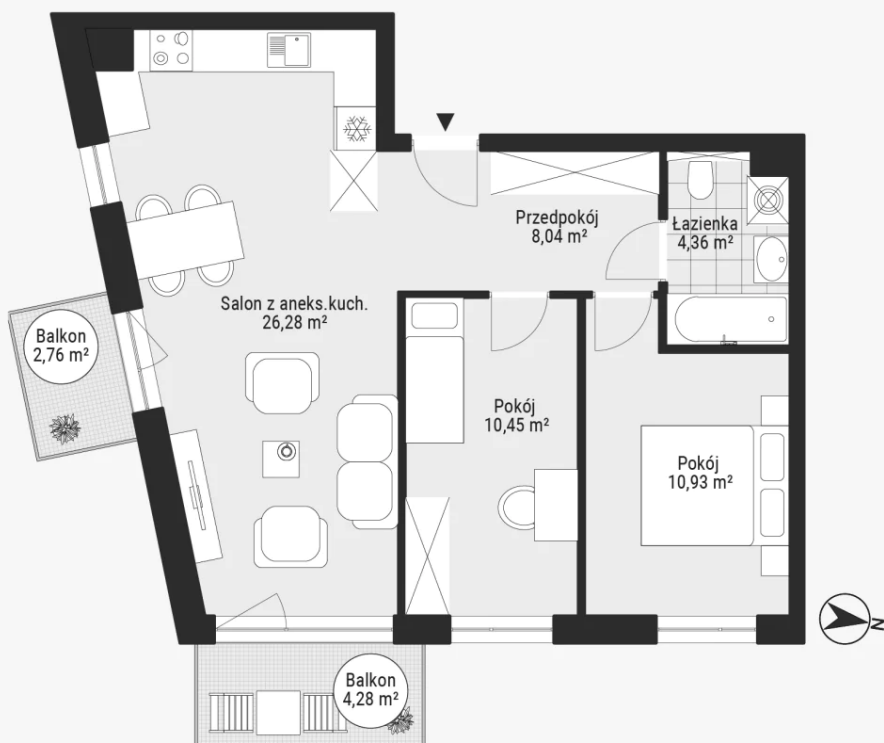 Przedpokój
8,04 m²
Łazienka
4,36 m²
Salon z aneks.kuch.
26,28 m²
Balkon
2,76 m²
Pokój
10,45 m²
Pokój
10,93 m²
N
Balkon
4,28 m²